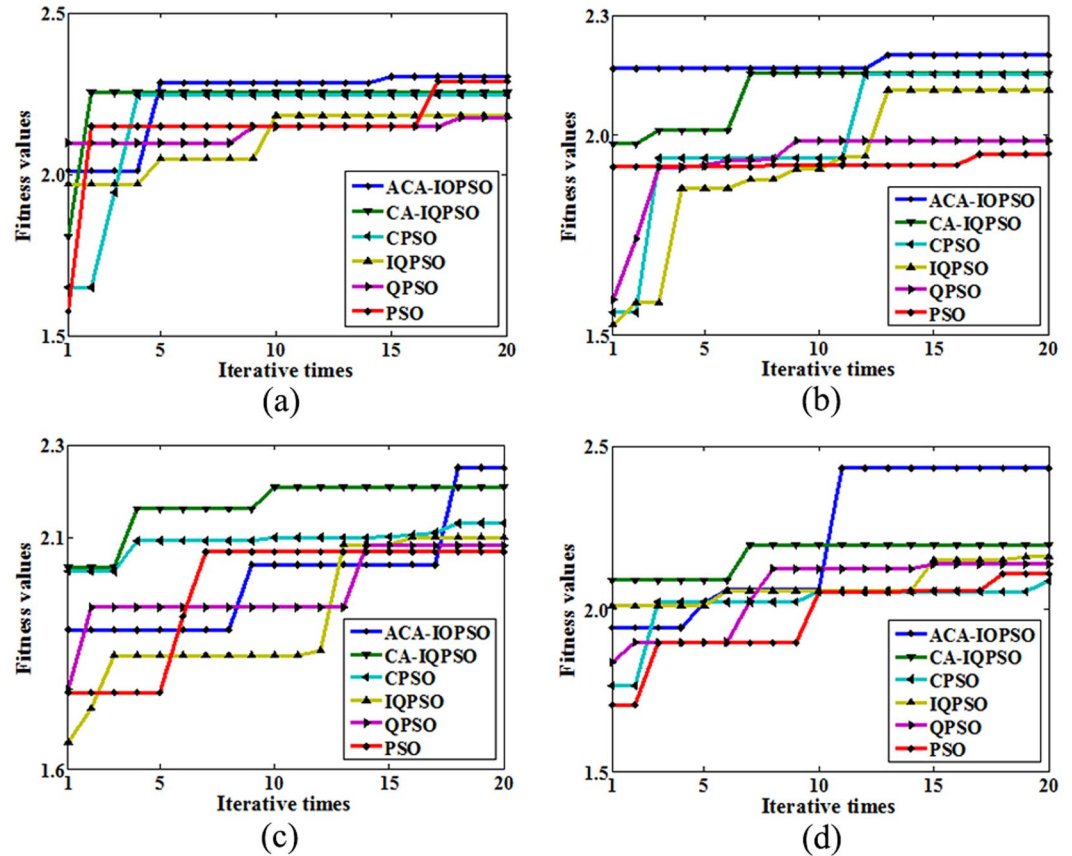 2.5
2.0
1.5
Fitness values
1
5
10
15
20
Iterative times
ACA-IOPSO
CA-IQPSO
CPSO
IQPSO
QPSO
PSO
(a)
2.3
2.0
1.5
Fitness values
1
5
10
15
20
Iterative times
ACA-IOPSO
CA-IQPSO
CPSO
IQPSO
QPSO
PSO
(b)
2.3
2.1
1.6
Fitness values
1
5
10
15
20
Iterative times
ACA-IOPSO
CA-IQPSO
CPSO
IQPSO
QPSO
PSO
(c)
2.5
2.0
1.5
Fitness values
1
5
10
15
20
Iterative times
ACA-IOPSO
CA-IQPSO
CPSO
IQPSO
QPSO
PSO
(d)